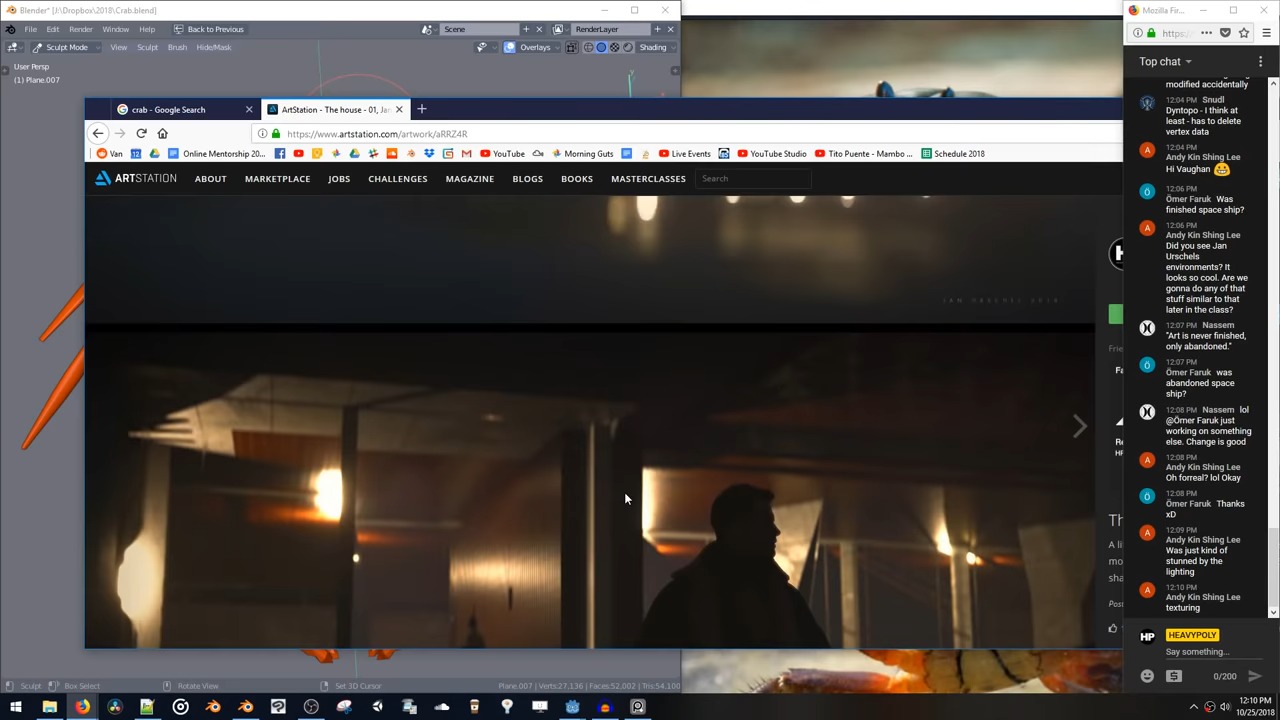 Blender* [J:\Dropbox\2018\Crab.blend]
File Edit Render Window Help Back to Previous Scene RenderLayer
Sculpt Mode View Sculpt Brush Hide/Mask Overlays Shading
User Persp
(1) Plane.007
crab - Google Search
ArtStation - The house - 01, Ja
https://www.artstation.com/artwork/aRRZ4R
Van 12 Online Mentorship 20... YouTube Morning Guts Live Events YouTube Studio Tito Puente - Mambo ... Schedule 2018
ARTSTATION ABOUT MARKETPLACE JOBS CHALLENGES MAGAZINE BLOGS BOOKS MASTERCLASSES Search
JAN URSCHEL 2018
Sculpt Box Select Rotate View Set 3D Cursor Plane.007 | Verts:27,136 | Faces:52,002 | Tris:54,100
Mozilla Fir...
https:/
Top chat
modified accidentally
12:04 PM Snudl
Dyntopo - I think at
least - has to delete
vertex data
12:04 PM
Andy Kin Shing Lee
Hi Vaughan
12:06 PM
Ömer Faruk Was
finished space ship?
12:06 PM
Andy Kin Shing Lee
Did you see Jan
Urschels
environments? It
looks so cool. Are we
gonna do any of that
stuff similar to that
later in the class?
12:07 PM Nassem
"Art is never finished,
only abandoned."
12:07 PM
Ömer Faruk was
abandoned space
ship?
12:08 PM Nassem lol
@Ömer Faruk just
working on something
else. Change is good
12:08 PM
Andy Kin Shing Lee
Oh forreal? lol Okay
12:08 PM
Ömer Faruk Thanks
xD
12:09 PM
Andy Kin Shing Lee
Was just kind of
stunned by the
lighting
12:10 PM
Andy Kin Shing Lee
texturing
HP HEAVYPOLY
Say something...
0/200
12:10 PM
10/25/2018